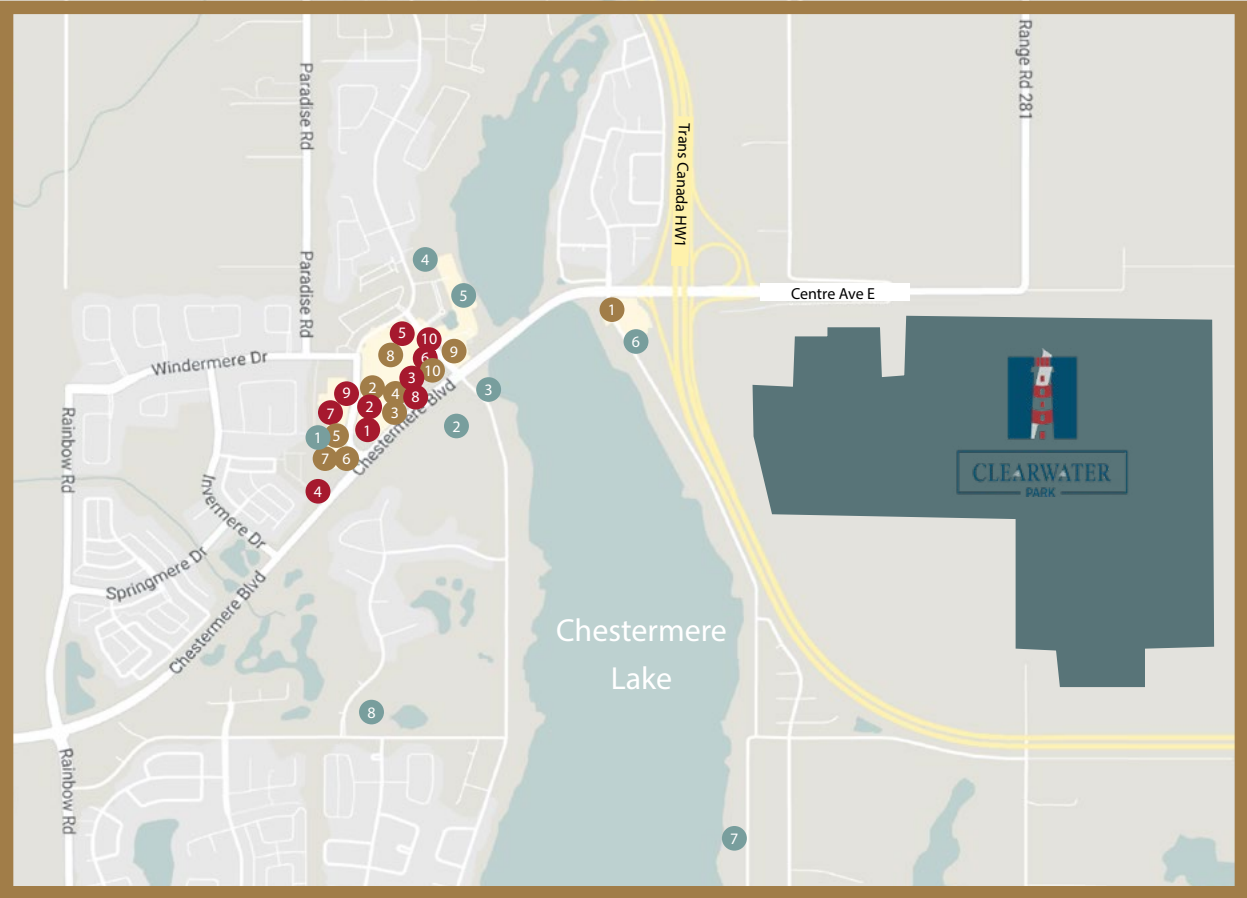 Paradise Rd
Range Rd 281
Trans Canada HW1
4
Paradise Rd
5
Centre Ave E
1
5
10
6
8
6
9
Windermere Dr
10
3
2
9
4
8
3
2
7
3
1
2
1
5
7
6
Chestermere Blvd
Rainbow Rd
CLEARWATER
PARK
4
Invermere Dr
Springmere Dr
Chestermere Blvd
Chestermere
Lake
8
Rainbow Rd
7